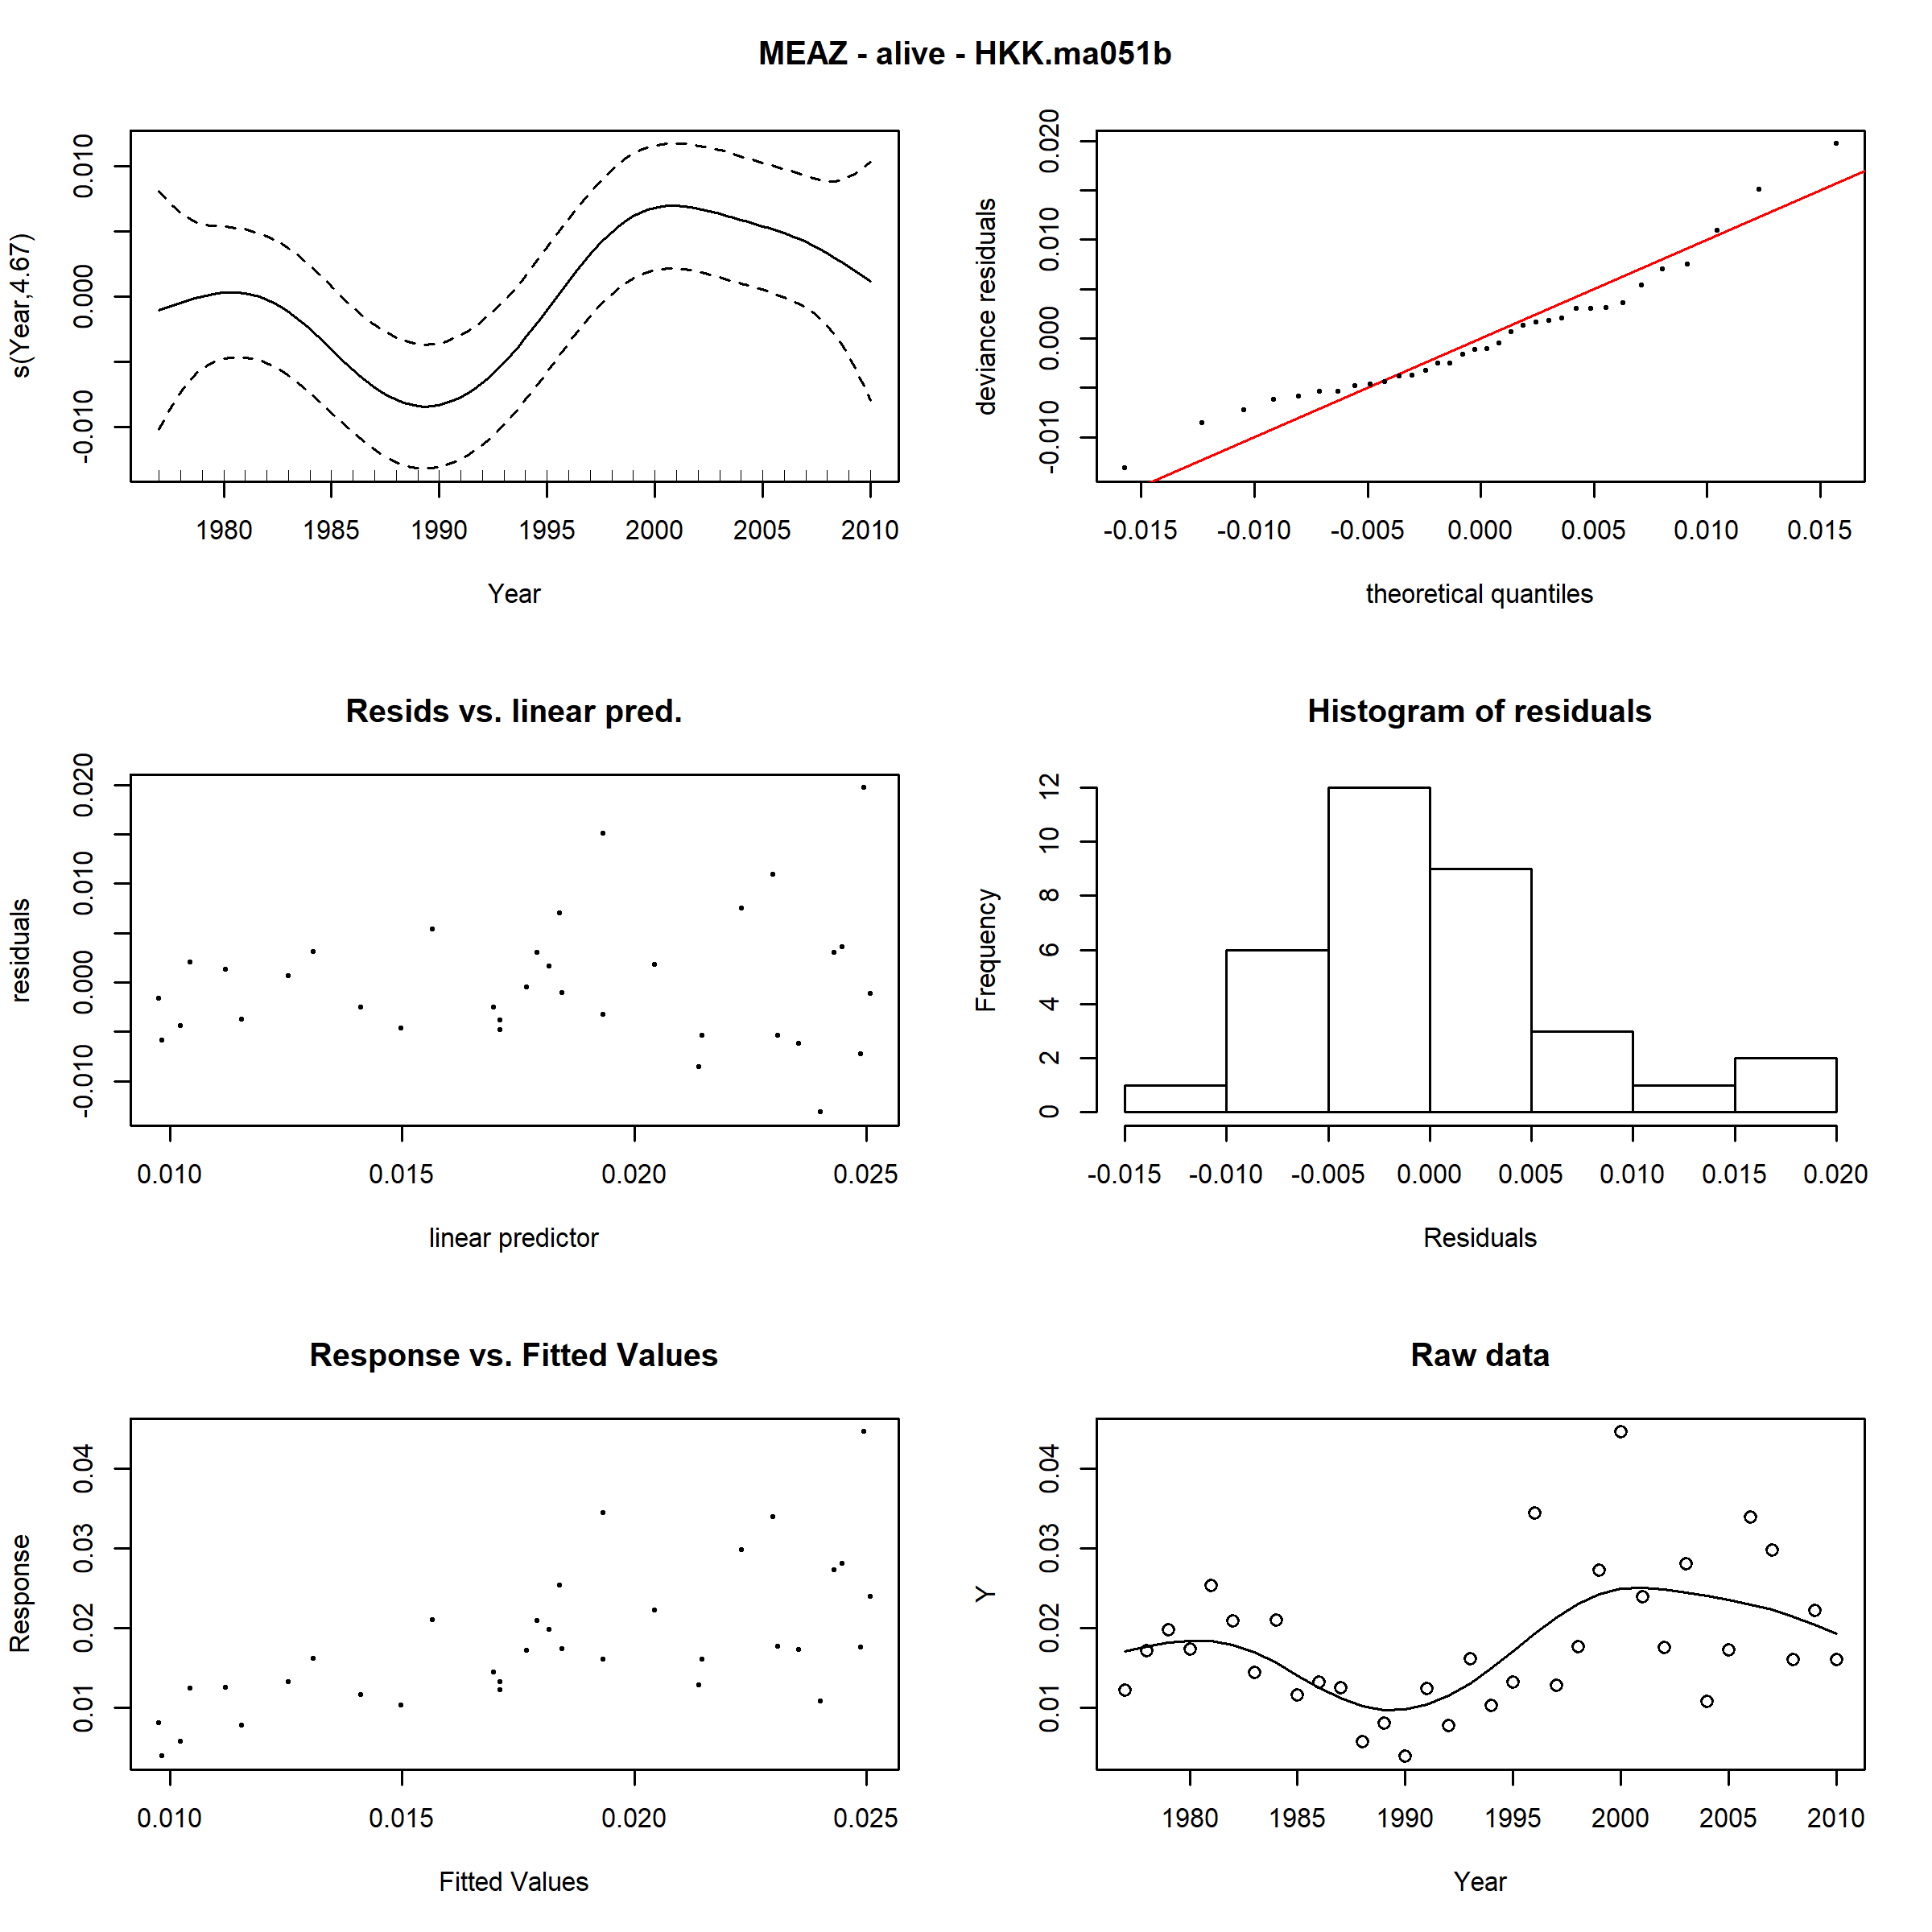 MEAZ - alive - HKK.ma051b
s(Year,4.67)
-0.010 0.000 0.010
1980 1985 1990 1995 2000 2005 2010
Year
deviance residuals
-0.010 0.000 0.010 0.020
-0.015 -0.010 -0.005 0.000 0.005 0.010 0.015
theoretical quantiles
Resids vs. linear pred.
residuals
-0.010 0.000 0.010 0.020
0.010 0.015 0.020 0.025
linear predictor
Histogram of residuals
Frequency
0 2 4 6 8 10 12
-0.015 -0.010 -0.005 0.000 0.005 0.010 0.015 0.020
Residuals
Response vs. Fitted Values
Response
0.01 0.02 0.03 0.04
0.010 0.015 0.020 0.025
Fitted Values
Raw data
Y
0.01 0.02 0.03 0.04
1980 1985 1990 1995 2000 2005 2010
Year